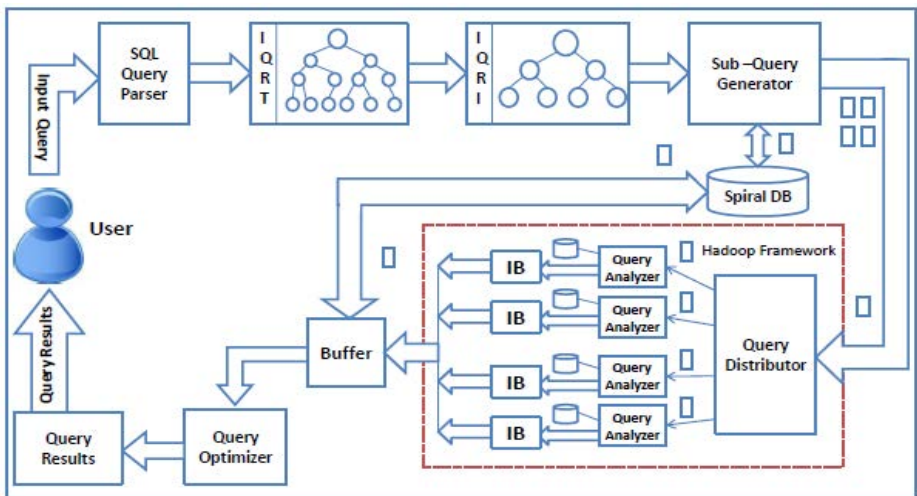 Input Query
SQL
Query
Parser
I
Q
R
T
I
Q
R
I
Sub –Query
Generator
Spiral DB
User
Hadoop Framework
IB
Query
Analyzer
IB
Query
Analyzer
IB
Query
Analyzer
IB
Query
Analyzer
Query
Distributor
Buffer
Query Results
Query
Results
Query
Optimizer